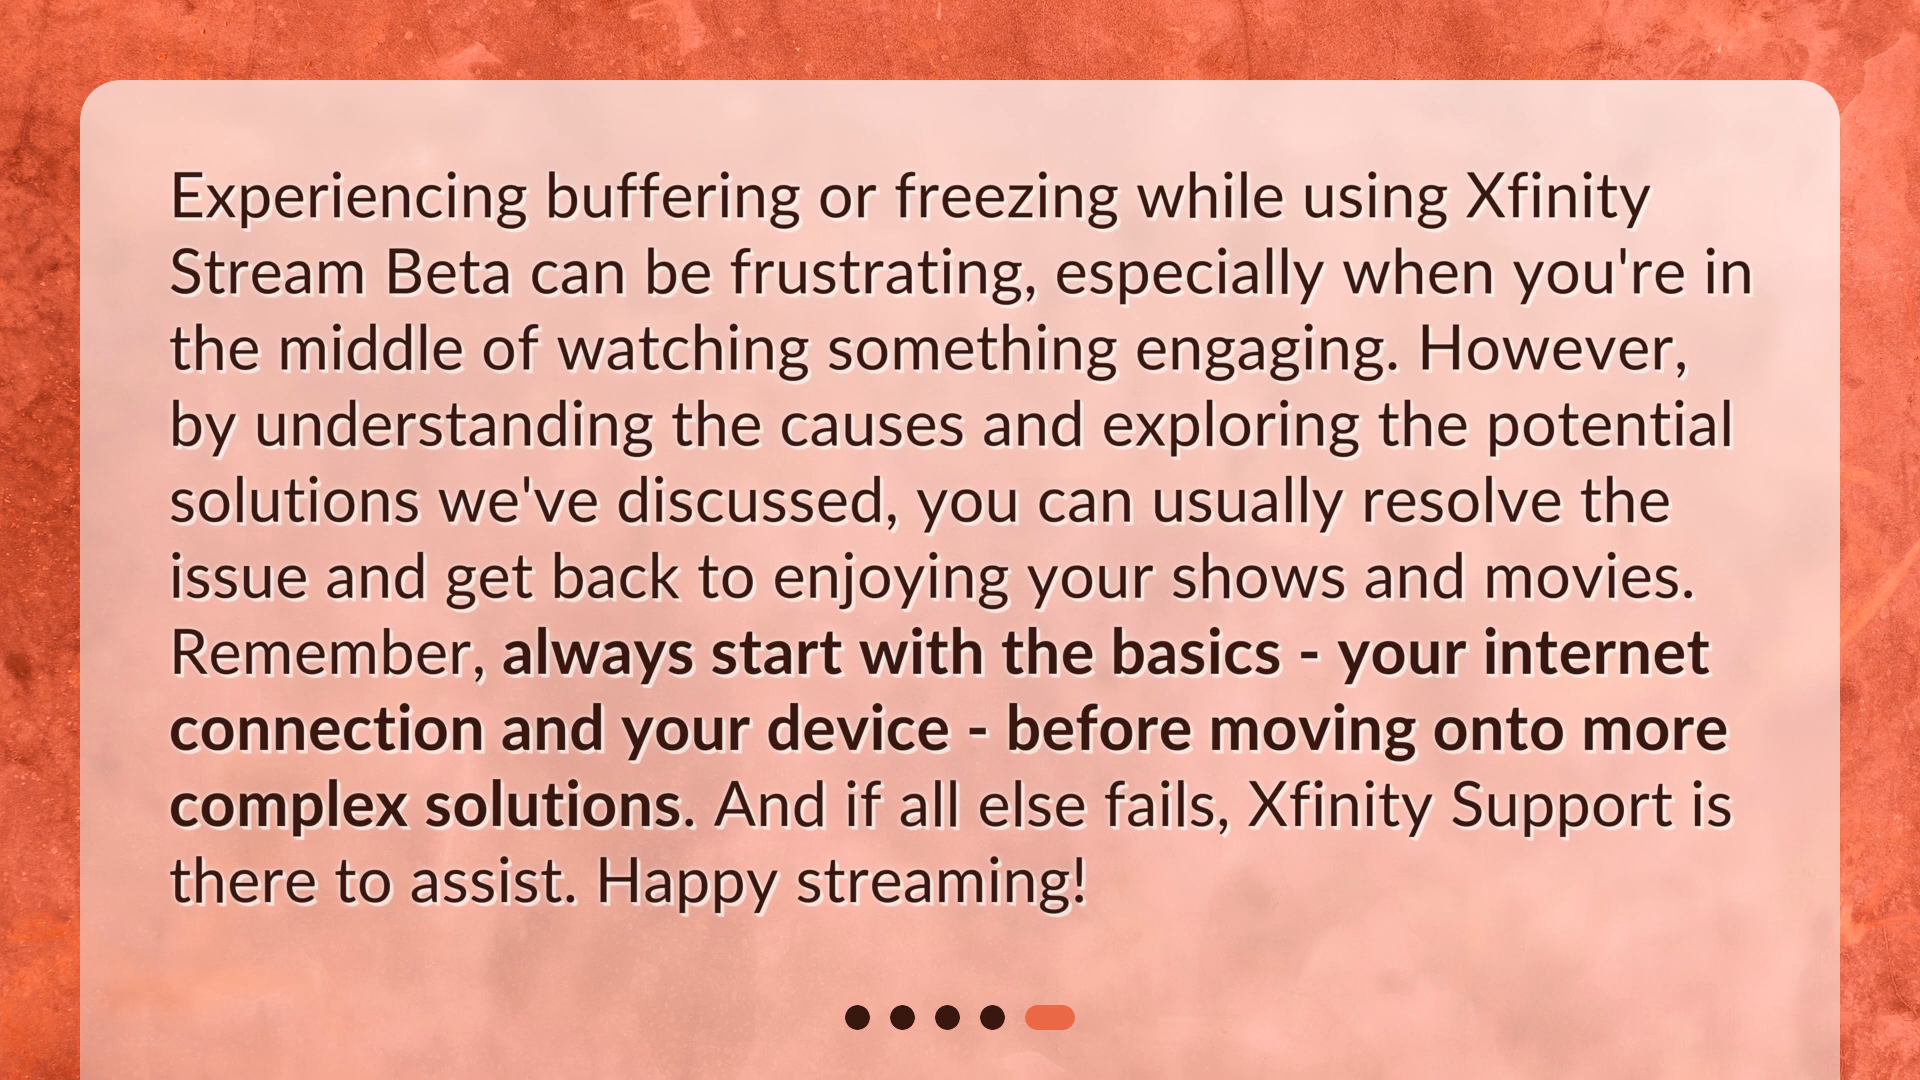 Experiencing buffering or freezing while using Xfinity
Stream Beta can be frustrating, especially when you're in
the middle of watching something engaging. However,
by understanding the causes and exploring the potential
solutions we've discussed, you can usually resolve the
issue and get back to enjoying your shows and movies.
Remember, always start with the basics - your internet
connection and your device - before moving onto more
complex solutions. And if all else fails, Xfinity Support is
there to assist. Happy streaming!